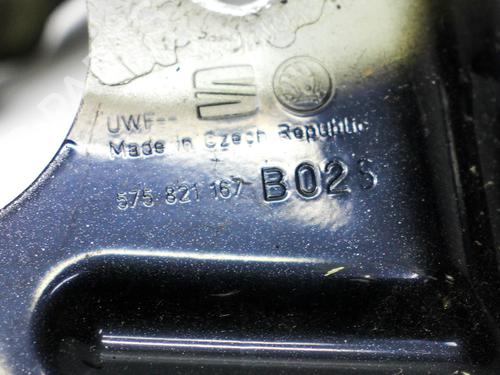 UWF--
Made in Czech Republic
575 821 167 B02S